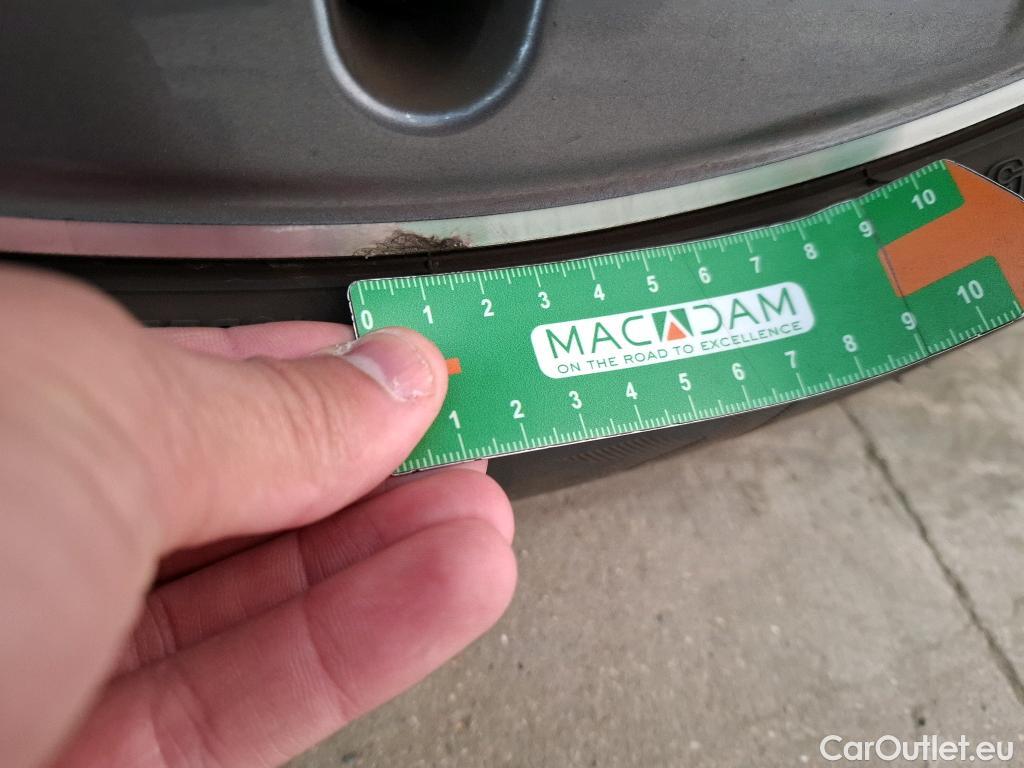 0 1 2 3 4 5 6 7 8 9 10
MACADAM
ON THE ROAD TO EXCELLENCE
1 2 3 4 5 6 7 8 9 10
CarOutlet.eu